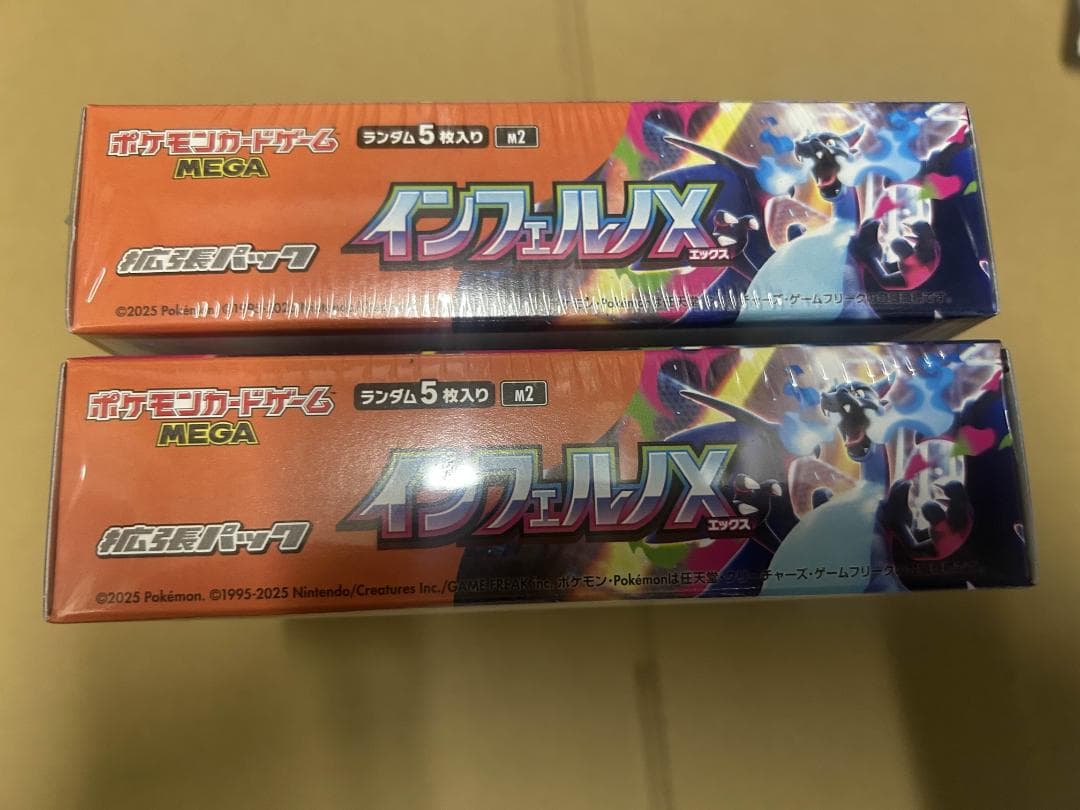 ポケモンカードゲーム
MEGA
ランダム5枚入り M2
インフェルノX
エックス
拡張パック
©2025 Pokémon.
ポケモンカードゲーム
MEGA
ランダム5枚入り M2
インフェルノX
エックス
拡張パック
©2025 Pokémon. ©1995-2025 Nintendo/Creatures Inc./GAME FREAK inc. ポケモン・Pokémonは任天堂・クリーチャーズ・ゲームフリーク